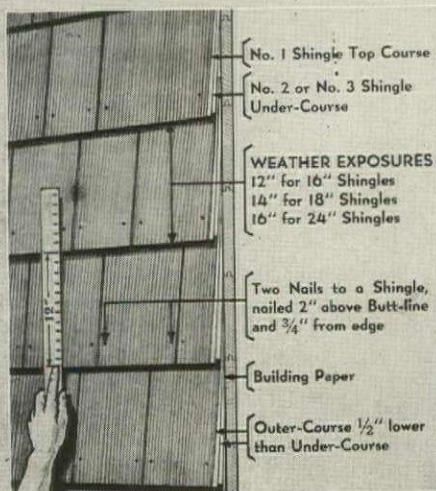 No. 1 Shingle Top Course
No. 2 or No. 3 Shingle
Under-Course
WEATHER EXPOSURES
12" for 16" Shingles
14" for 18" Shingles
16" for 24" Shingles
12"
Two Nails to a Shingle,
nailed 2" above Butt-line
and 3/4" from edge
Building Paper
Outer-Course 1/2" lower
than Under-Course